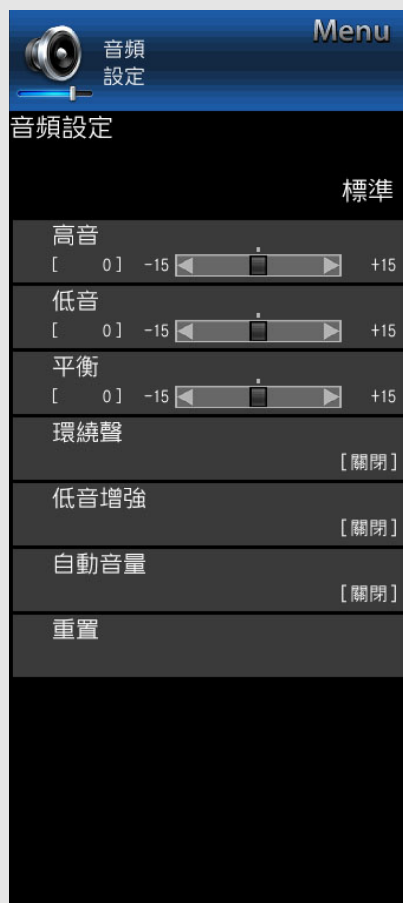 Menu
音頻
設定
音頻設定
標準
高音
[ 0] -15 +15
低音
[ 0] -15 +15
平衡
[ 0] -15 +15
環繞聲
[關閉]
低音增強
[關閉]
自動音量
[關閉]
重置